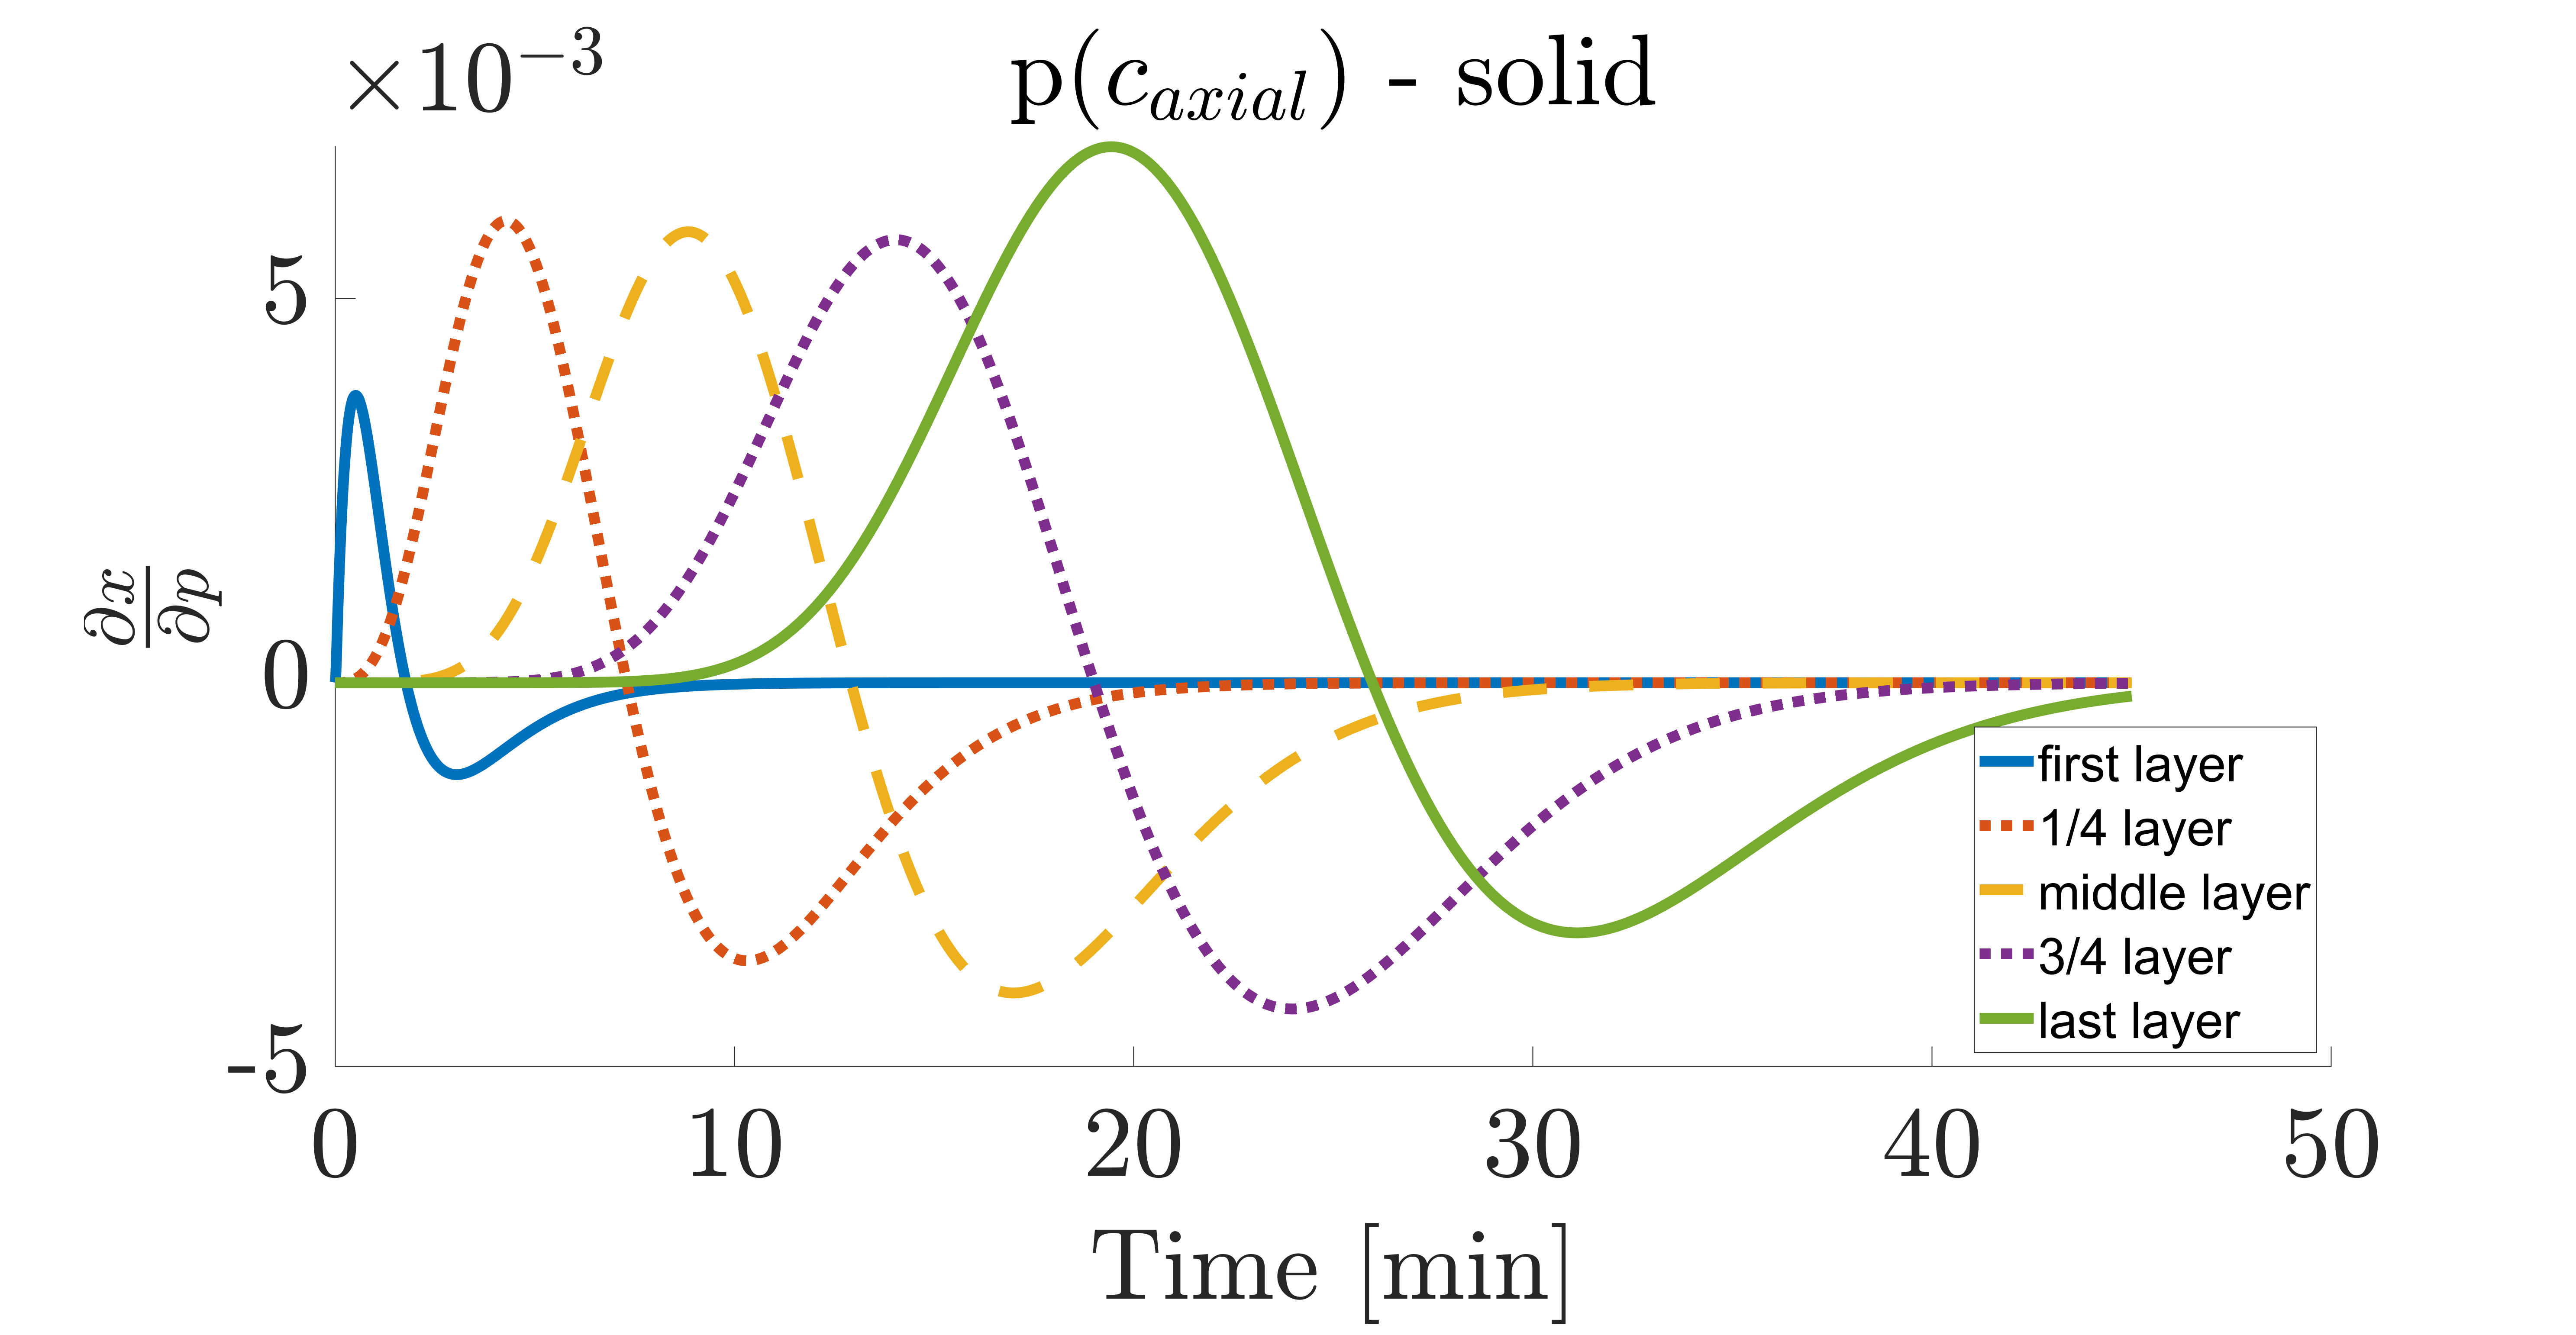 ×10⁻³
p(c_axial) - solid
5
0
-5
∂x/∂p
0 10 20 30 40 50
Time [min]
first layer
1/4 layer
middle layer
3/4 layer
last layer